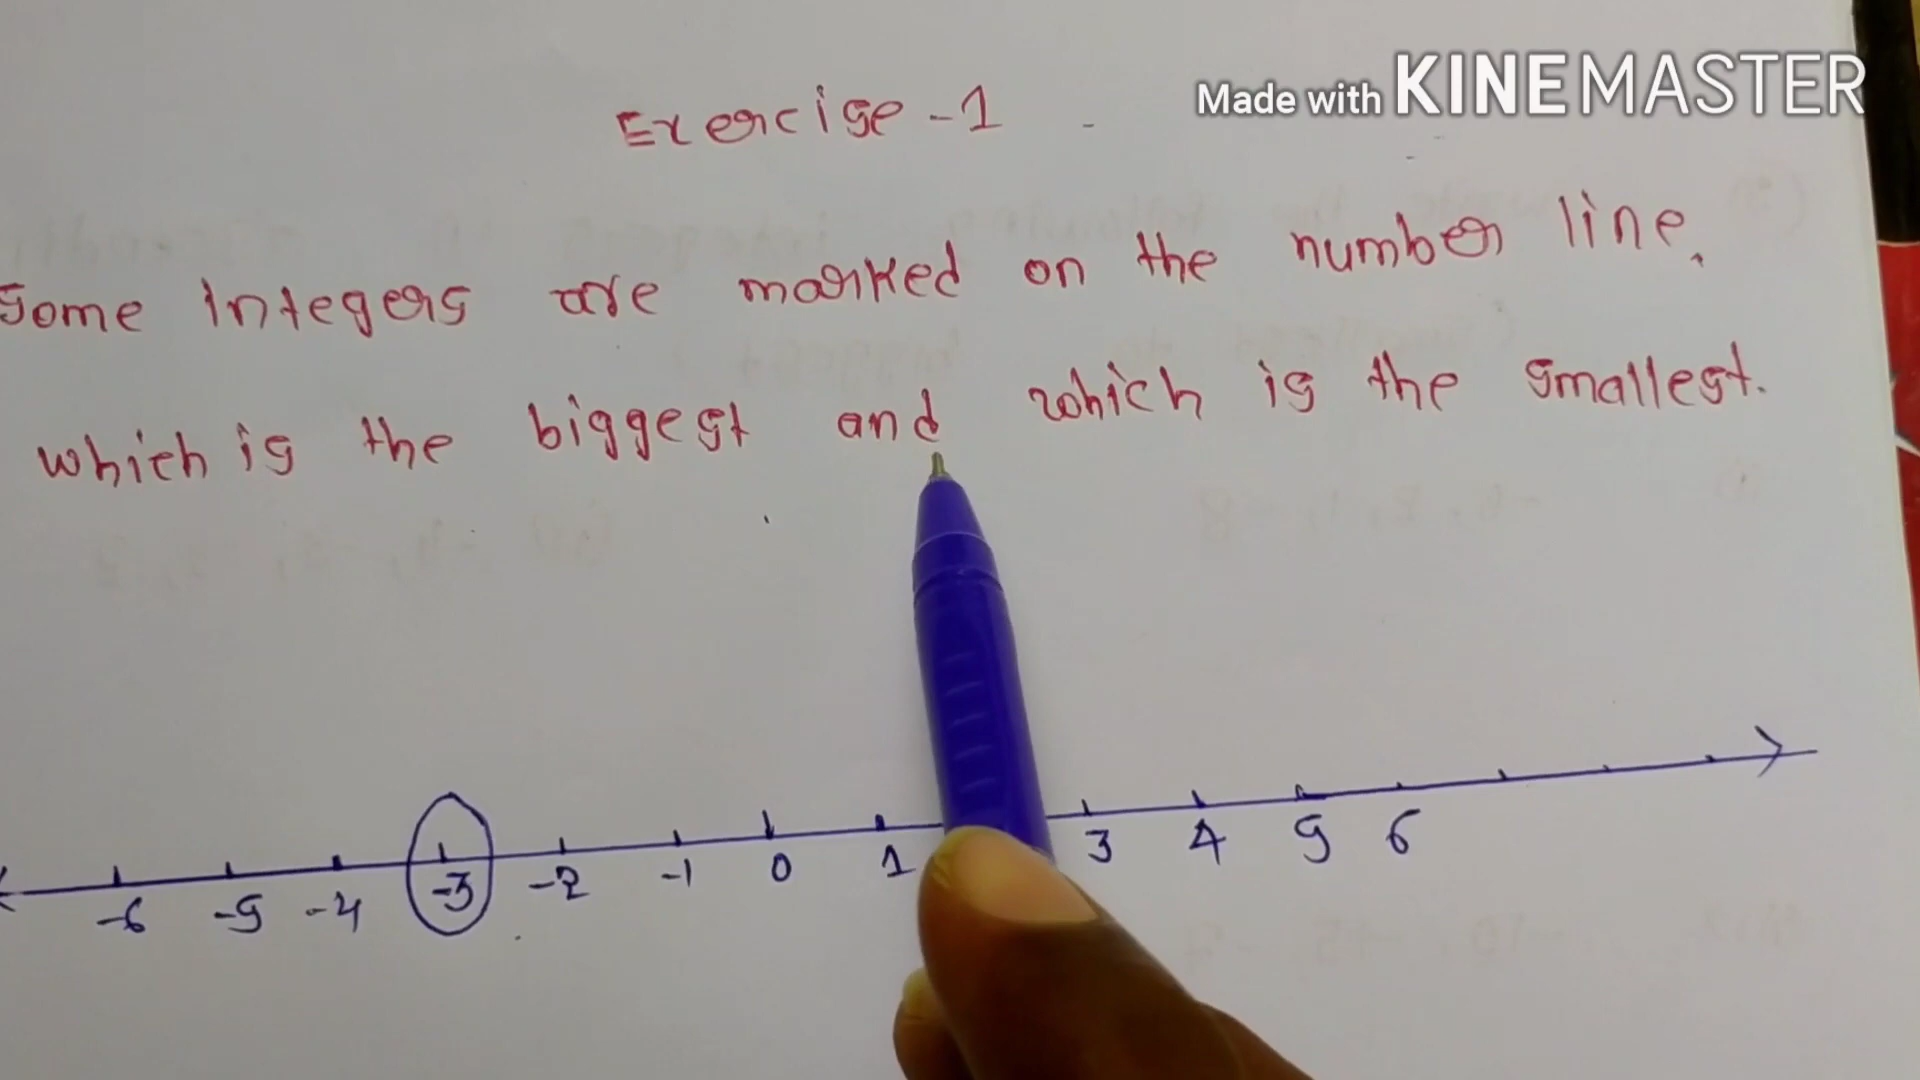 Made with KINEMASTER
Exercise - 1
Some integers are marked on the number line.
which is the biggest and which is the smallest.
-6 -5 -4 -3 -2 -1 0 1 3 4 5 6